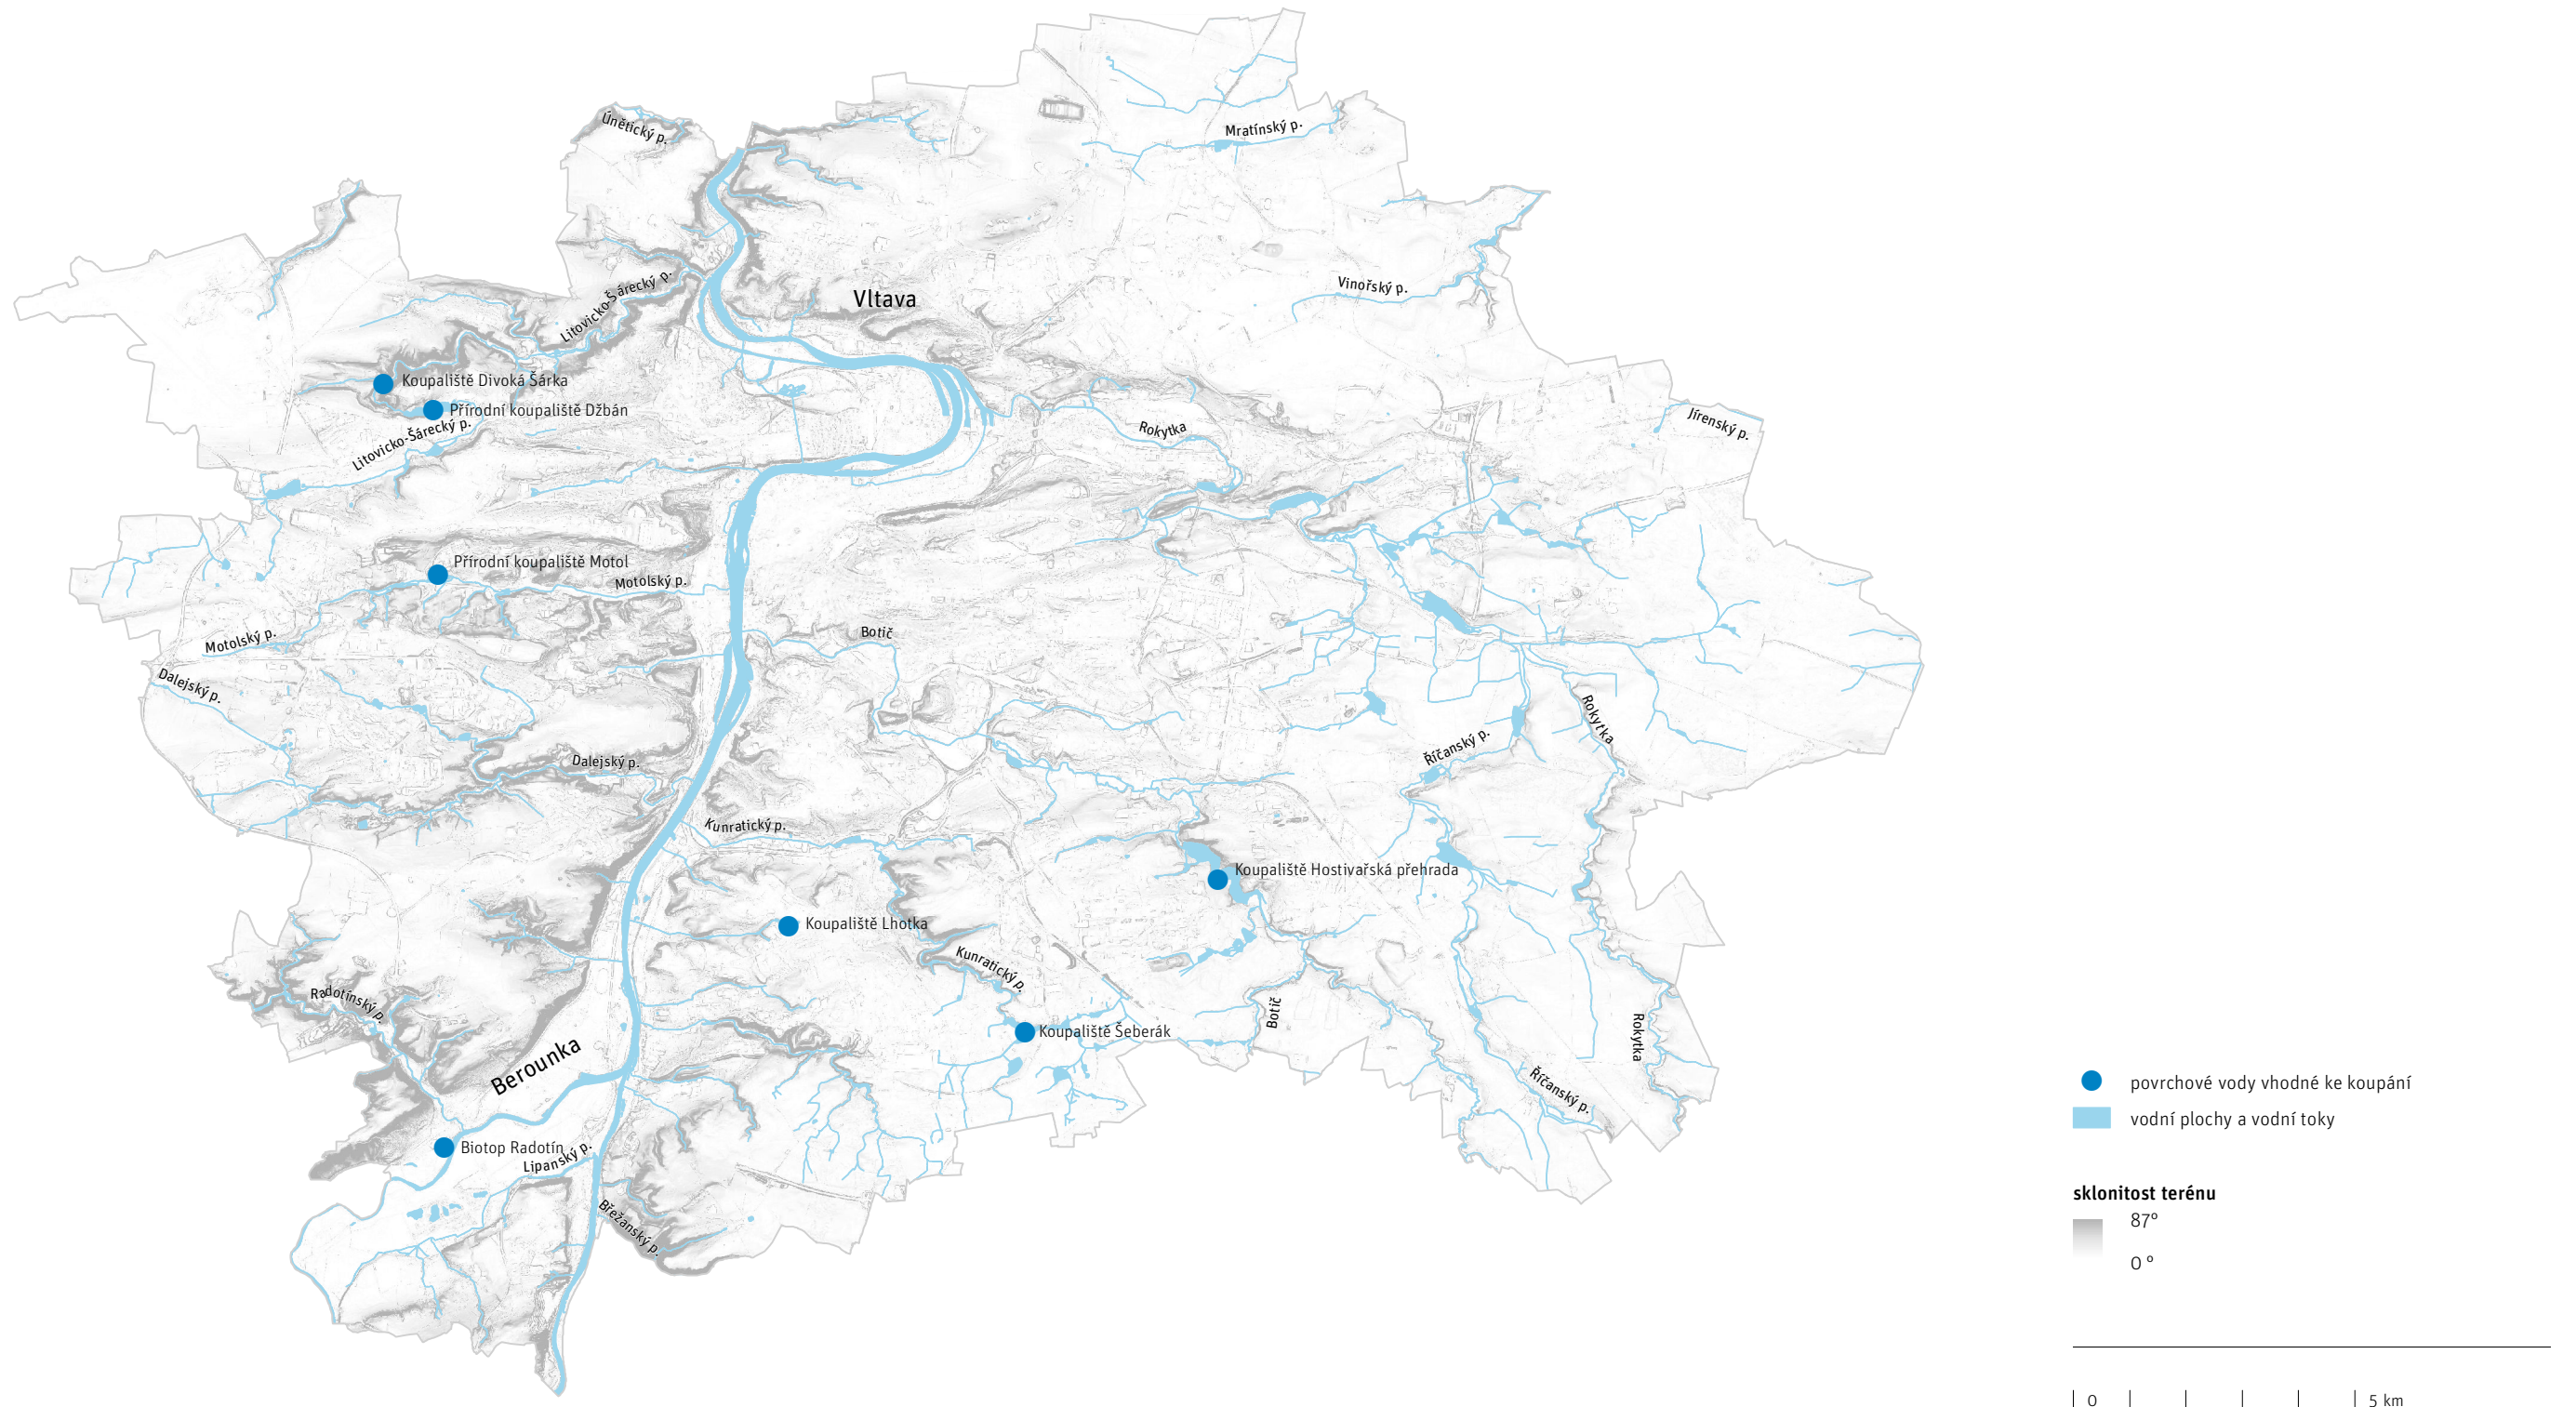 Únětický p.
Mratínský p.
Litovicko-Šárecký p.
Vltava
Vinořský p.
Koupaliště Divoká Šárka
Přírodní koupaliště Džbán
Litovicko-Šárecký p.
Rokytka
Jírenský p.
Přírodní koupaliště Motol
Motolský p.
Motolský p.
Botič
Dalejský p.
Rokytka
Říčanský p.
Dalejský p.
Kunratický p.
Koupaliště Hostivařská přehrada
Koupaliště Lhotka
Kunratický p.
Radotínský p.
Botič
Koupaliště Šeberák
Rokytka
Berounka
Říčanský p.
Biotop Radotín
Lipanský p.
Břežanský p.
povrchové vody vhodné ke koupání
vodní plochy a vodní toky
sklonitost terénu
87°
0 °
0 5 km